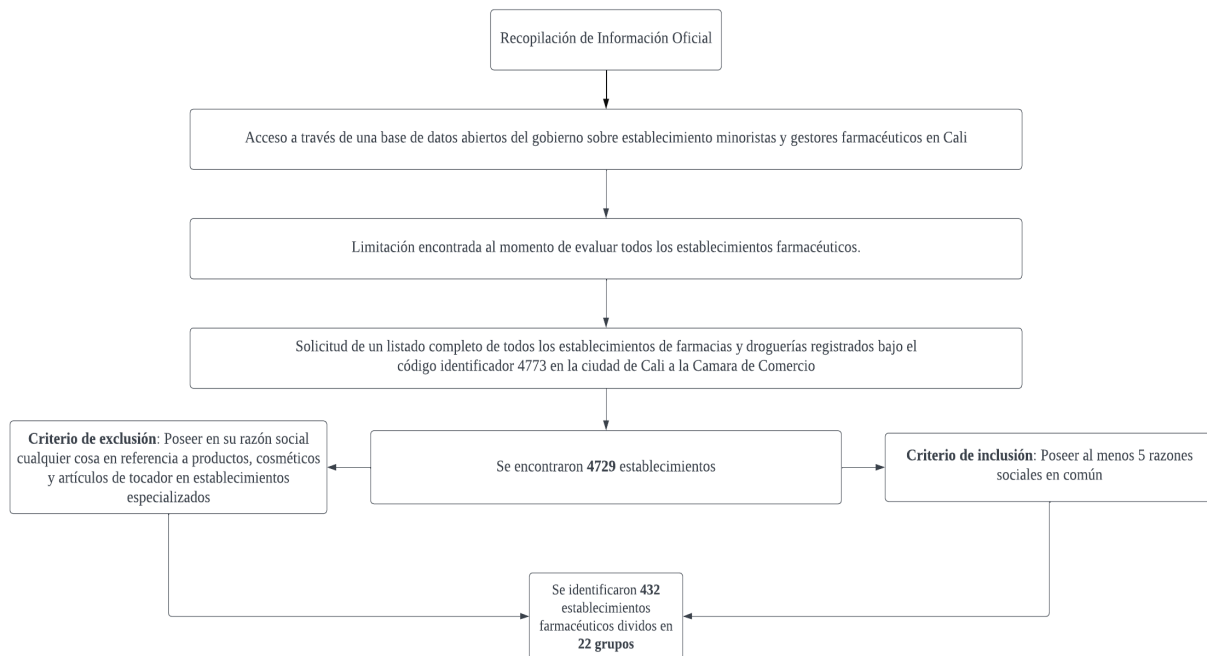 Recopilación de Información Oficial
Acceso a través de una base de datos abiertos del gobierno sobre establecimiento minoristas y gestores farmacéuticos en Cali
Limitación encontrada al momento de evaluar todos los establecimientos farmacéuticos.
Solicitud de un listado completo de todos los establecimientos de farmacias y droguerías registrados bajo el
código identificador 4773 en la ciudad de Cali a la Camara de Comercio
Criterio de exclusión: Poseer en su razón social
cualquier cosa en referencia a productos, cosméticos
y artículos de tocador en establecimientos
especializados
Se encontraron 4729 establecimientos
Criterio de inclusión: Poseer al menos 5 razones
sociales en común
Se identificaron 432
establecimientos
farmacéuticos dividos en
22 grupos